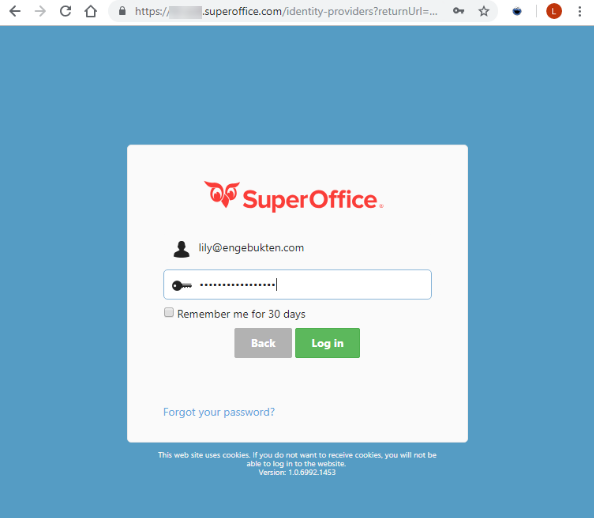 https://.superoffice.com/identity-providers?returnUrl=...
L
SuperOffice
lily@engebukten.com
Remember me for 30 days
Back
Log in
Forgot your password?
This web site uses cookies. If you do not want to receive cookies, you will not be
able to log in to the website.
Version: 1.0.6992.1453